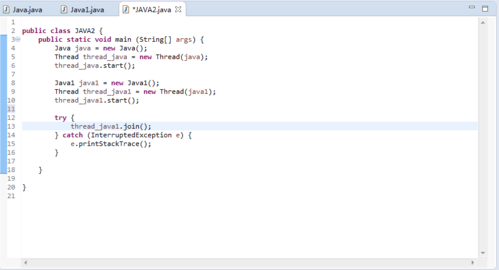 Java.java Java1.java *JAVA2.java
1
2 public class JAVA2 {
3 public static void main (String[] args) {
4 Java java = new Java();
5 Thread thread_java = new Thread(java);
6 thread_java.start();
7
8 Java1 java1 = new Java1();
9 Thread thread_java1 = new Thread(java1);
10 thread_java1.start();
11
12 try {
13 thread_java1.join();
14 } catch (InterruptedException e) {
15 e.printStackTrace();
16 }
17
18 }
19
20 }
21